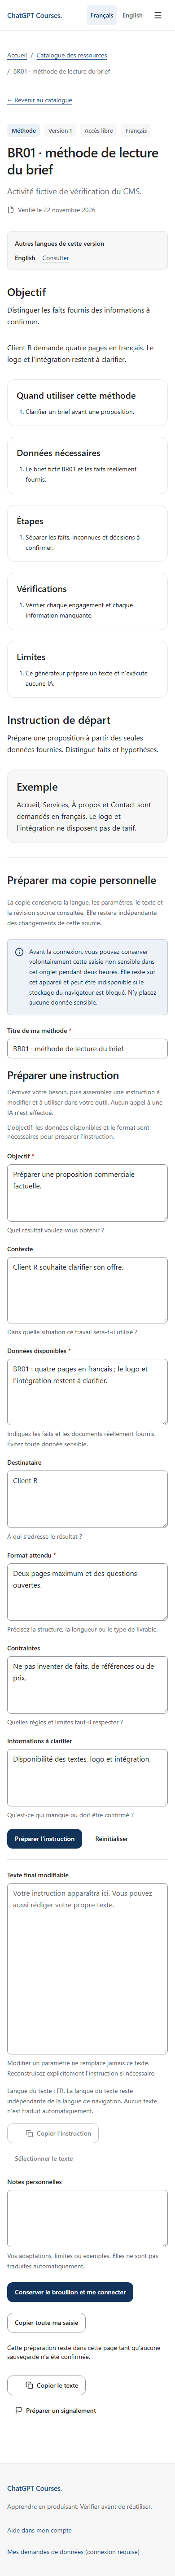 ChatGPT Courses.
Français English
Accueil / Catalogue des ressources
/ BR01 · méthode de lecture du brief
← Revenir au catalogue
Méthode Version 1 Accès libre Français
BR01 · méthode de lecture
du brief
Activité fictive de vérification du CMS.
Vérifié le 22 novembre 2026
Autres langues de cette version
English Consulter
Objectif
Distinguer les faits fournis des informations à
confirmer.
Client R demande quatre pages en français. Le
logo et l’intégration restent à clarifier.
Quand utiliser cette méthode
1. Clarifier un brief avant une proposition.
Données nécessaires
1. Le brief fictif BR01 et les faits réellement
fournis.
Étapes
1. Séparer les faits, inconnues et décisions à
confirmer.
Vérifications
1. Vérifier chaque engagement et chaque
information manquante.
Limites
1. Ce générateur prépare un texte et n’exécute
aucune IA.
Instruction de départ
Prépare une proposition à partir des seules
données fournies. Distingue faits et hypothèses.
Exemple
Accueil, Services, À propos et Contact sont
demandés en français. Le logo et
l’intégration ne disposent pas de tarif.
Préparer ma copie personnelle
La copie conservera la langue, les paramètres, le texte et
la révision source consultée. Elle restera indépendante
des changements de cette source.
Avant la connexion, vous pouvez conserver
volontairement cette saisie non sensible dans
cet onglet pendant deux heures. Elle reste sur
cet appareil et peut être indisponible si le
stockage du navigateur est bloqué. N’y placez
aucune donnée sensible.
Titre de ma méthode *
BR01 · méthode de lecture du brief
Préparer une instruction
Décrivez votre besoin, puis assemblez une instruction à
modifier et à utiliser dans votre outil. Aucun appel à une
IA n’est effectué.
L’objectif, les données disponibles et le format sont
nécessaires pour préparer l’instruction.
Objectif *
Préparer une proposition commerciale
factuelle.
Quel résultat voulez-vous obtenir ?
Contexte
Client R souhaite clarifier son offre.
Dans quelle situation ce travail sera-t-il utilisé ?
Données disponibles *
BR01 : quatre pages en français ; le logo et
l’intégration restent à clarifier.
Indiquez les faits et les documents réellement fournis.
Évitez toute donnée sensible.
Destinataire
Client R
À qui s’adresse le résultat ?
Format attendu *
Deux pages maximum et des questions
ouvertes.
Précisez la structure, la longueur ou le type de livrable.
Contraintes
Ne pas inventer de faits, de références ou de
prix.
Quelles règles et limites faut-il respecter ?
Informations à clarifier
Disponibilité des textes, logo et intégration.
Qu’est-ce qui manque ou doit être confirmé ?
Préparer l’instruction Réinitialiser
Texte final modifiable
Votre instruction apparaîtra ici. Vous pouvez
aussi rédiger votre propre texte.
Modifier un paramètre ne remplace jamais ce texte.
Reconstruisez explicitement l’instruction si nécessaire.
Langue du texte : FR. La langue du texte reste
indépendante de la langue de navigation. Aucun texte
n’est traduit automatiquement.
Copier l’instruction
Sélectionner le texte
Notes personnelles
Vos adaptations, limites ou exemples. Elles ne sont pas
traduites automatiquement.
Conserver le brouillon et me connecter
Copier toute ma saisie
Cette préparation reste dans cette page tant qu’aucune
sauvegarde n’a été confirmée.
Copier le texte
Préparer un signalement
ChatGPT Courses.
Apprendre en produisant. Vérifier avant de réutiliser.
Aide dans mon compte
Mes demandes de données (connexion requise)